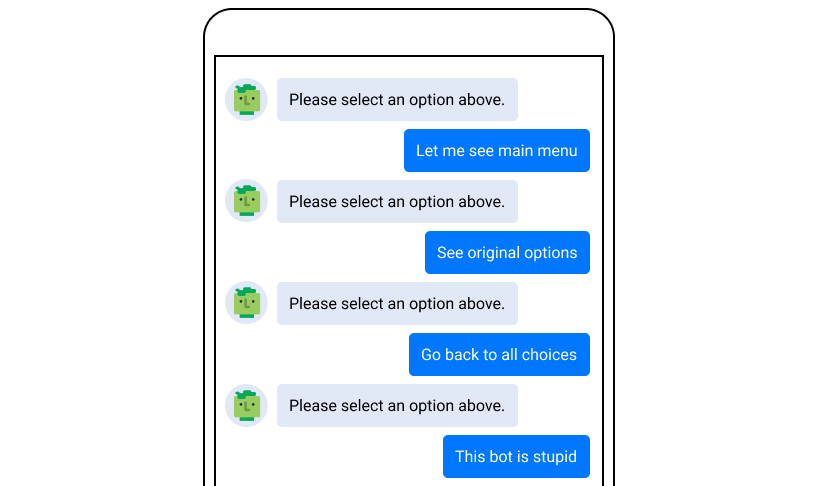 Please select an option above.
Let me see main menu
Please select an option above.
See original options
Please select an option above.
Go back to all choices
Please select an option above.
This bot is stupid